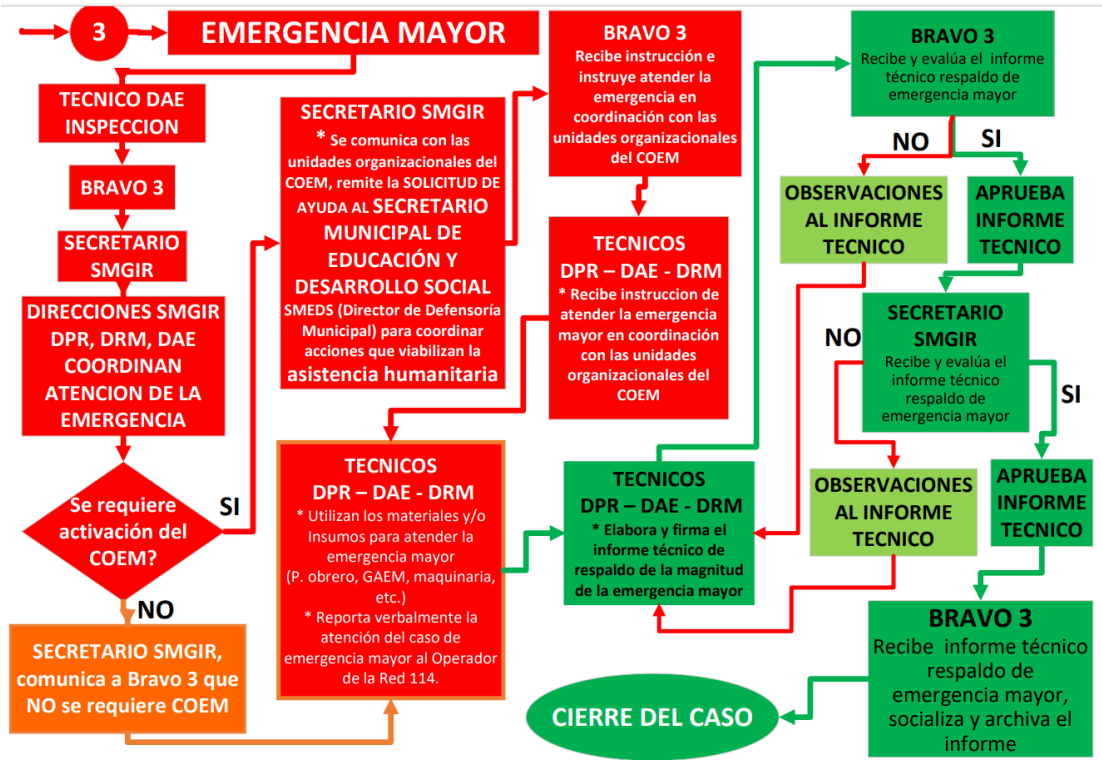 3
EMERGENCIA MAYOR
TECNICO DAE
INSPECCION
BRAVO 3
SECRETARIO
SMGIR
DIRECCIONES SMGIR
DPR, DRM, DAE
COORDINAN
ATENCION DE LA
EMERGENCIA
Se requiere
activación del
COEM?
SI
NO
SECRETARIO SMGIR,
comunica a Bravo 3 que
NO se requiere COEM
SECRETARIO SMGIR
* Se comunica con las
unidades organizacionales del
COEM, remite la SOLICITUD DE
AYUDA AL SECRETARIO
MUNICIPAL DE
EDUCACIÓN Y
DESARROLLO SOCIAL
SMEDS (Director de Defensoría
Municipal) para coordinar
acciones que viabilizan la
asistencia humanitaria
BRAVO 3
Recibe instrucción e
instruye atender la
emergencia en
coordinación con las
unidades organizacionales
del COEM
TECNICOS
DPR – DAE - DRM
* Recibe instruccion de
atender la emergencia
mayor en coordinación
con las unidades
organizacionales del
COEM
TECNICOS
DPR – DAE - DRM
* Utilizan los materiales y/o
Insumos para atender la
emergencia mayor
(P. obrero, GAEM, maquinaria,
etc.)
* Reporta verbalmente la
atención del caso de
emergencia mayor al Operador
de la Red 114.
TECNICOS
DPR – DAE - DRM
* Elabora y firma el
informe técnico de
respaldo de la magnitud
de la emergencia mayor
BRAVO 3
Recibe y evalúa el informe
técnico respaldo de
emergencia mayor
NO
SI
OBSERVACIONES
AL INFORME
TECNICO
APRUEBA
INFORME
TECNICO
SECRETARIO
SMGIR
Recibe y evalúa el
informe técnico
respaldo de
emergencia mayor
NO
SI
OBSERVACIONES
AL INFORME
TECNICO
APRUEBA
INFORME
TECNICO
BRAVO 3
Recibe informe técnico
respaldo de
emergencia mayor,
socializa y archiva el
informe
CIERRE DEL CASO